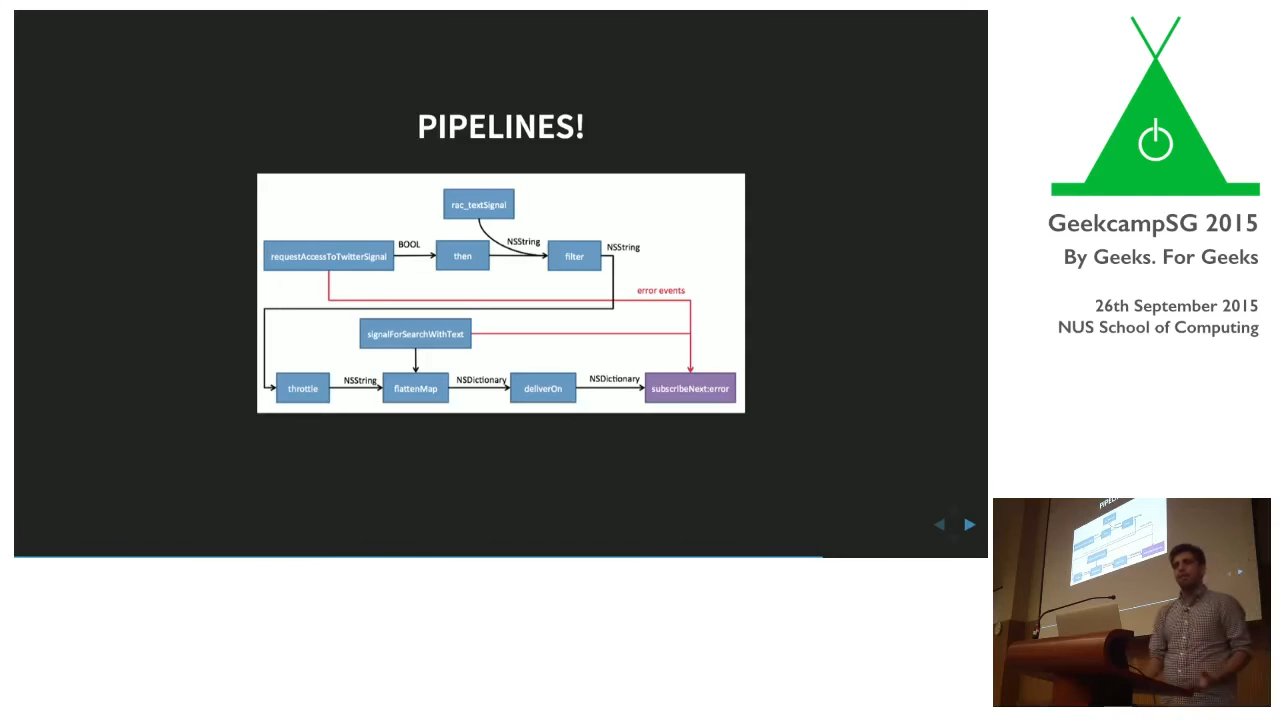 PIPELINES!
rac_textSignal
BOOL
NSString
NSString
requestAccessToTwitterSignal
then
filter
error events
signalForSearchWithText
NSString
NSDictionary
NSDictionary
throttle
flattenMap
deliverOn
subscribeNext:error
GeekcampSG 2015
By Geeks. For Geeks
26th September 2015
NUS School of Computing